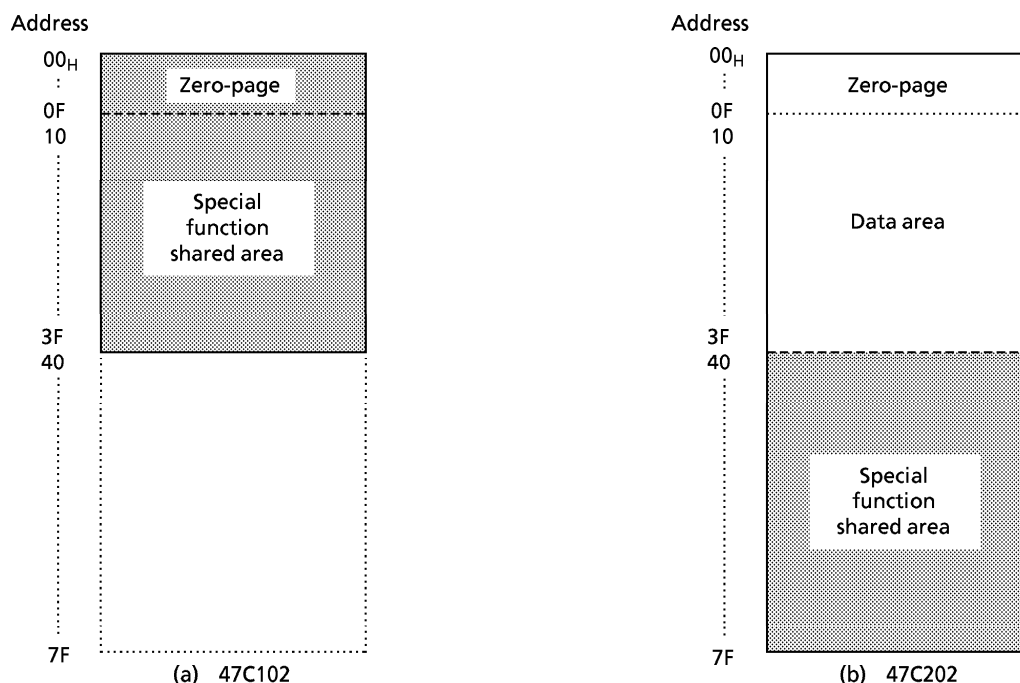 Address
00H
Zero-page
0F
10
Special
function
shared area
3F
40
7F
(a) 47C102
Address
00H
Zero-page
0F
10
Data area
3F
40
Special
function
shared area
7F
(b) 47C202